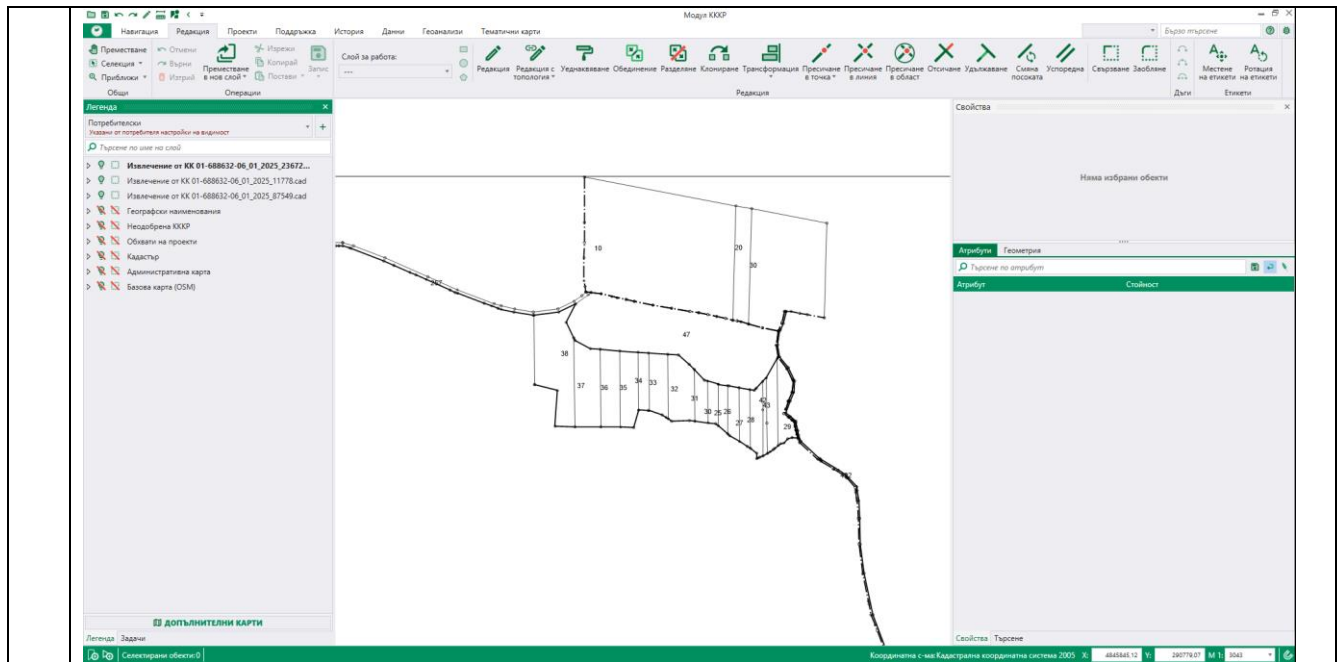 Модул КККР
Навигация Редакция Проекти Поддръжка История Данни Геоанализи Тематични карти Бързо търсене
Преместване Отмени Изрежи
Селекция Върни Преместване в нов слой Копирай Запис
Приближи Изтрий Постави
Общи Операции
Слой за работа:
---
Редакция Редакция с топология Уеднаквяване Обединение Разделяне Клониране Трансформация Пресичане в точка Пресичане в линия Пресичане в област Отсичане Удължаване Смяна посоката Успоредна Свързване Заобляне Местене на етикети Ротация на етикети
Редакция Дъги Етикети
Легенда
Потребителски
Указани от потребителя настройки на видимост
Търсене по име на слой
Извлечение от КК 01-688632-06_01_2025_23672...
Извлечение от КК 01-688632-06_01_2025_11778.cad
Извлечение от КК 01-688632-06_01_2025_87549.cad
Географски наименования
Неодобрена КККР
Обхвати на проекти
Кадастър
Административна карта
Базова карта (OSM)
ДОПЪЛНИТЕЛНИ КАРТИ
Легенда Задачи
10
20
30
47
38
37 36 35 34 33 32 31 30 25 26 27 28 29
Свойства
Няма избрани обекти
Атрибути Геометрия
Търсене по атрибут
Атрибут Стойност
Свойства Търсене
Селектирани обекти:0
Координатна с-ма:Кадастрална координатна система 2005 X: 4845845,12 Y: 290779,07 М 1: 3043